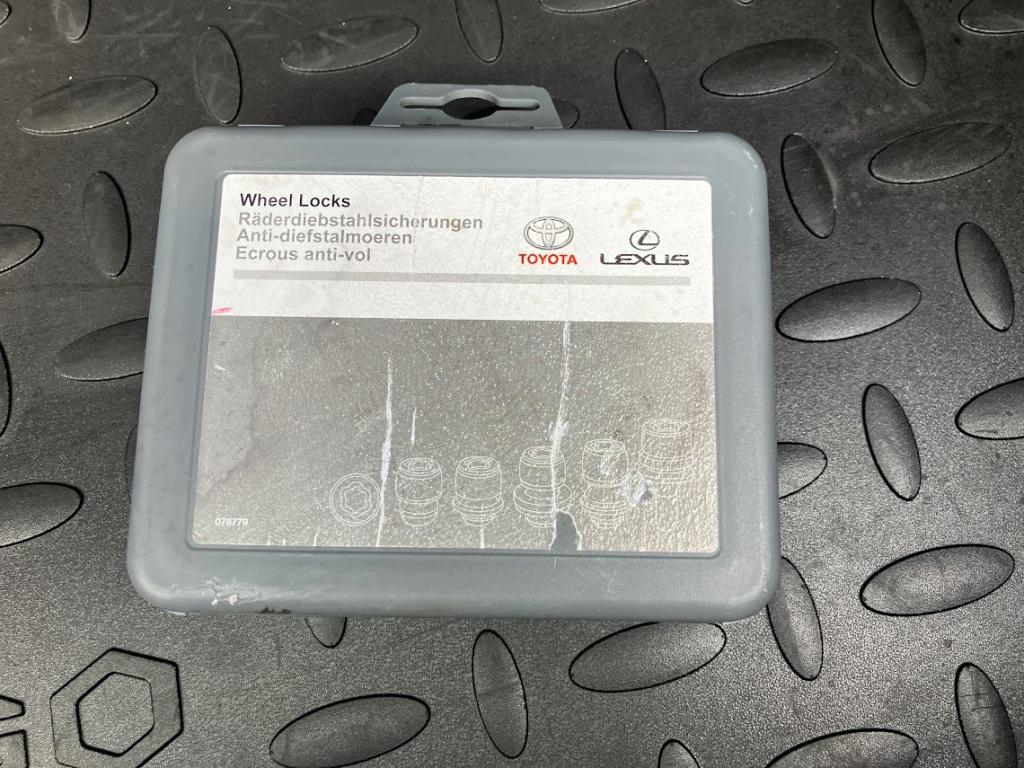 Wheel Locks
Räderdiebstahlsicherungen
Anti-diefstalmoeren
Ecrous anti-vol
TOYOTA
LEXUS
078779